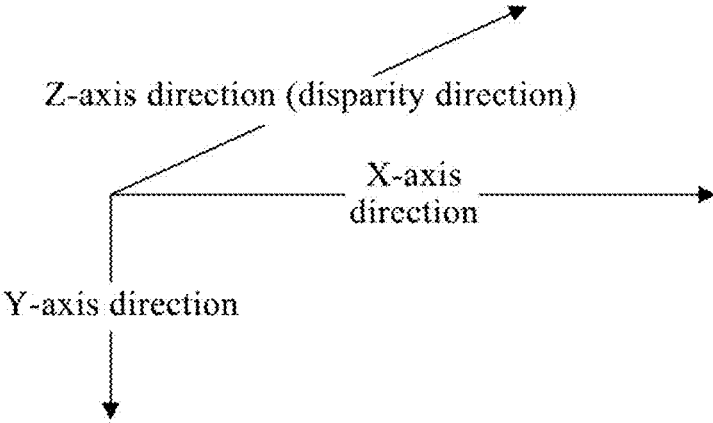 Z-axis direction (disparity direction)
X-axis
direction
Y-axis direction